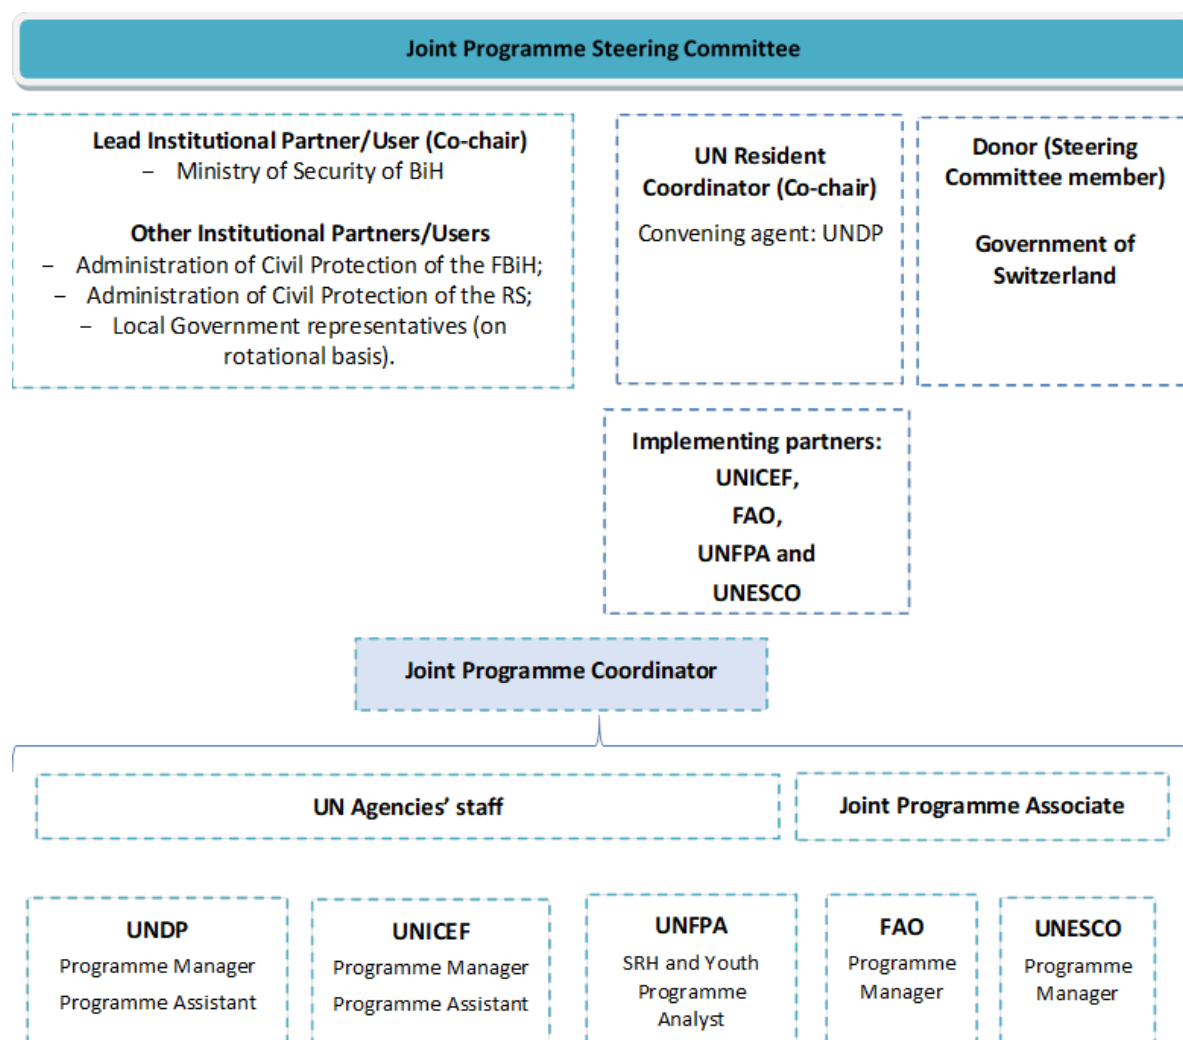 Joint Programme Steering Committee
Lead Institutional Partner/User (Co-chair)
– Ministry of Security of BiH
Other Institutional Partners/Users
– Administration of Civil Protection of the FBiH;
– Administration of Civil Protection of the RS;
– Local Government representatives (on
rotational basis).
UN Resident
Coordinator (Co-chair)
Convening agent: UNDP
Donor (Steering
Committee member)
Government of
Switzerland
Implementing partners:
UNICEF,
FAO,
UNFPA and
UNESCO
Joint Programme Coordinator
UN Agencies’ staff
Joint Programme Associate
UNDP
Programme Manager
Programme Assistant
UNICEF
Programme Manager
Programme Assistant
UNFPA
SRH and Youth
Programme
Analyst
FAO
Programme
Manager
UNESCO
Programme
Manager